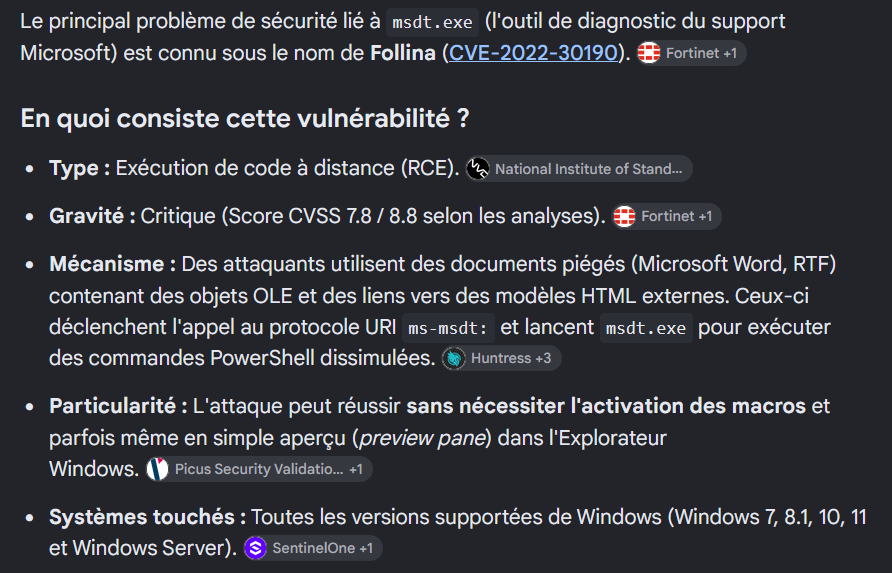 Le principal problème de sécurité lié à msdt.exe (l'outil de diagnostic du support
Microsoft) est connu sous le nom de Follina (CVE-2022-30190). Fortinet +1
En quoi consiste cette vulnérabilité ?
• Type : Exécution de code à distance (RCE). National Institute of Stand...
• Gravité : Critique (Score CVSS 7.8 / 8.8 selon les analyses). Fortinet +1
• Mécanisme : Des attaquants utilisent des documents piégés (Microsoft Word, RTF)
contenant des objets OLE et des liens vers des modèles HTML externes. Ceux-ci
déclenchent l'appel au protocole URI ms-msdt: et lancent msdt.exe pour exécuter
des commandes PowerShell dissimulées. Huntress +3
• Particularité : L'attaque peut réussir sans nécessiter l'activation des macros et
parfois même en simple aperçu (preview pane) dans l'Explorateur
Windows. Picus Security Validatio... +1
• Systèmes touchés : Toutes les versions supportées de Windows (Windows 7, 8.1, 10, 11
et Windows Server). SentinelOne +1